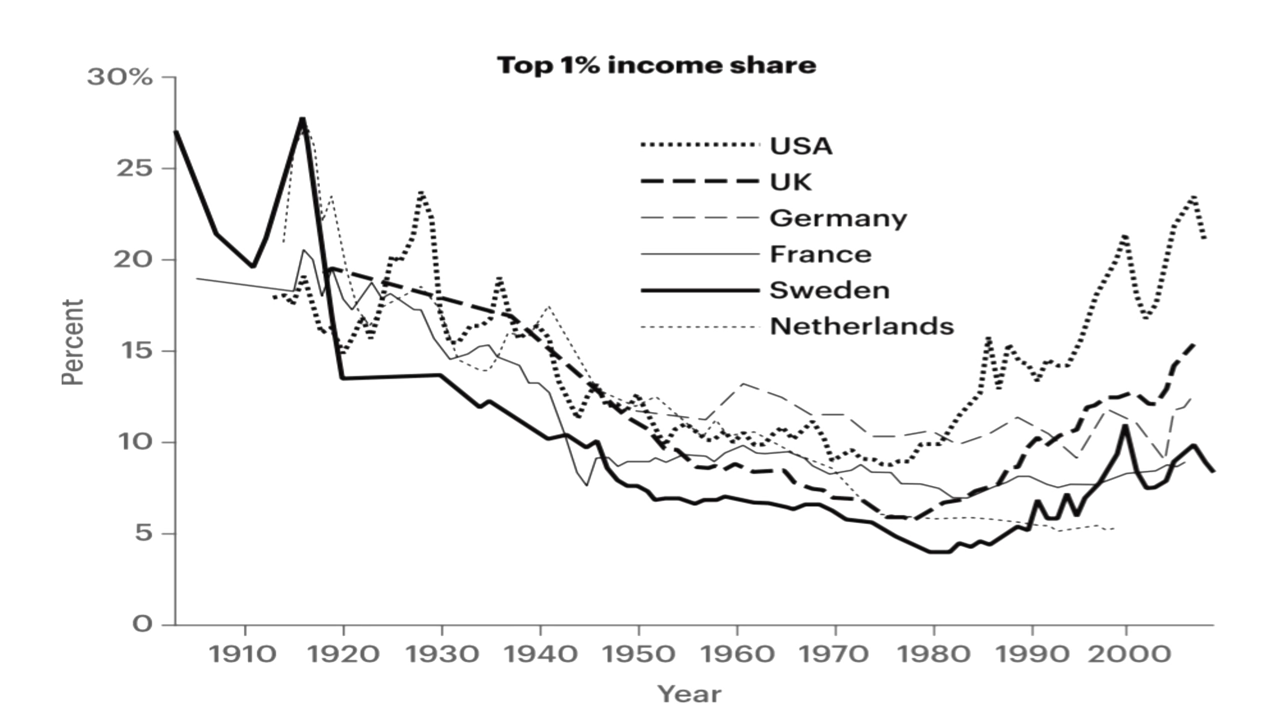 Top 1% income share
30%
25
20
15
10
5
0
Percent
USA
UK
Germany
France
Sweden
Netherlands
1910 1920 1930 1940 1950 1960 1970 1980 1990 2000
Year